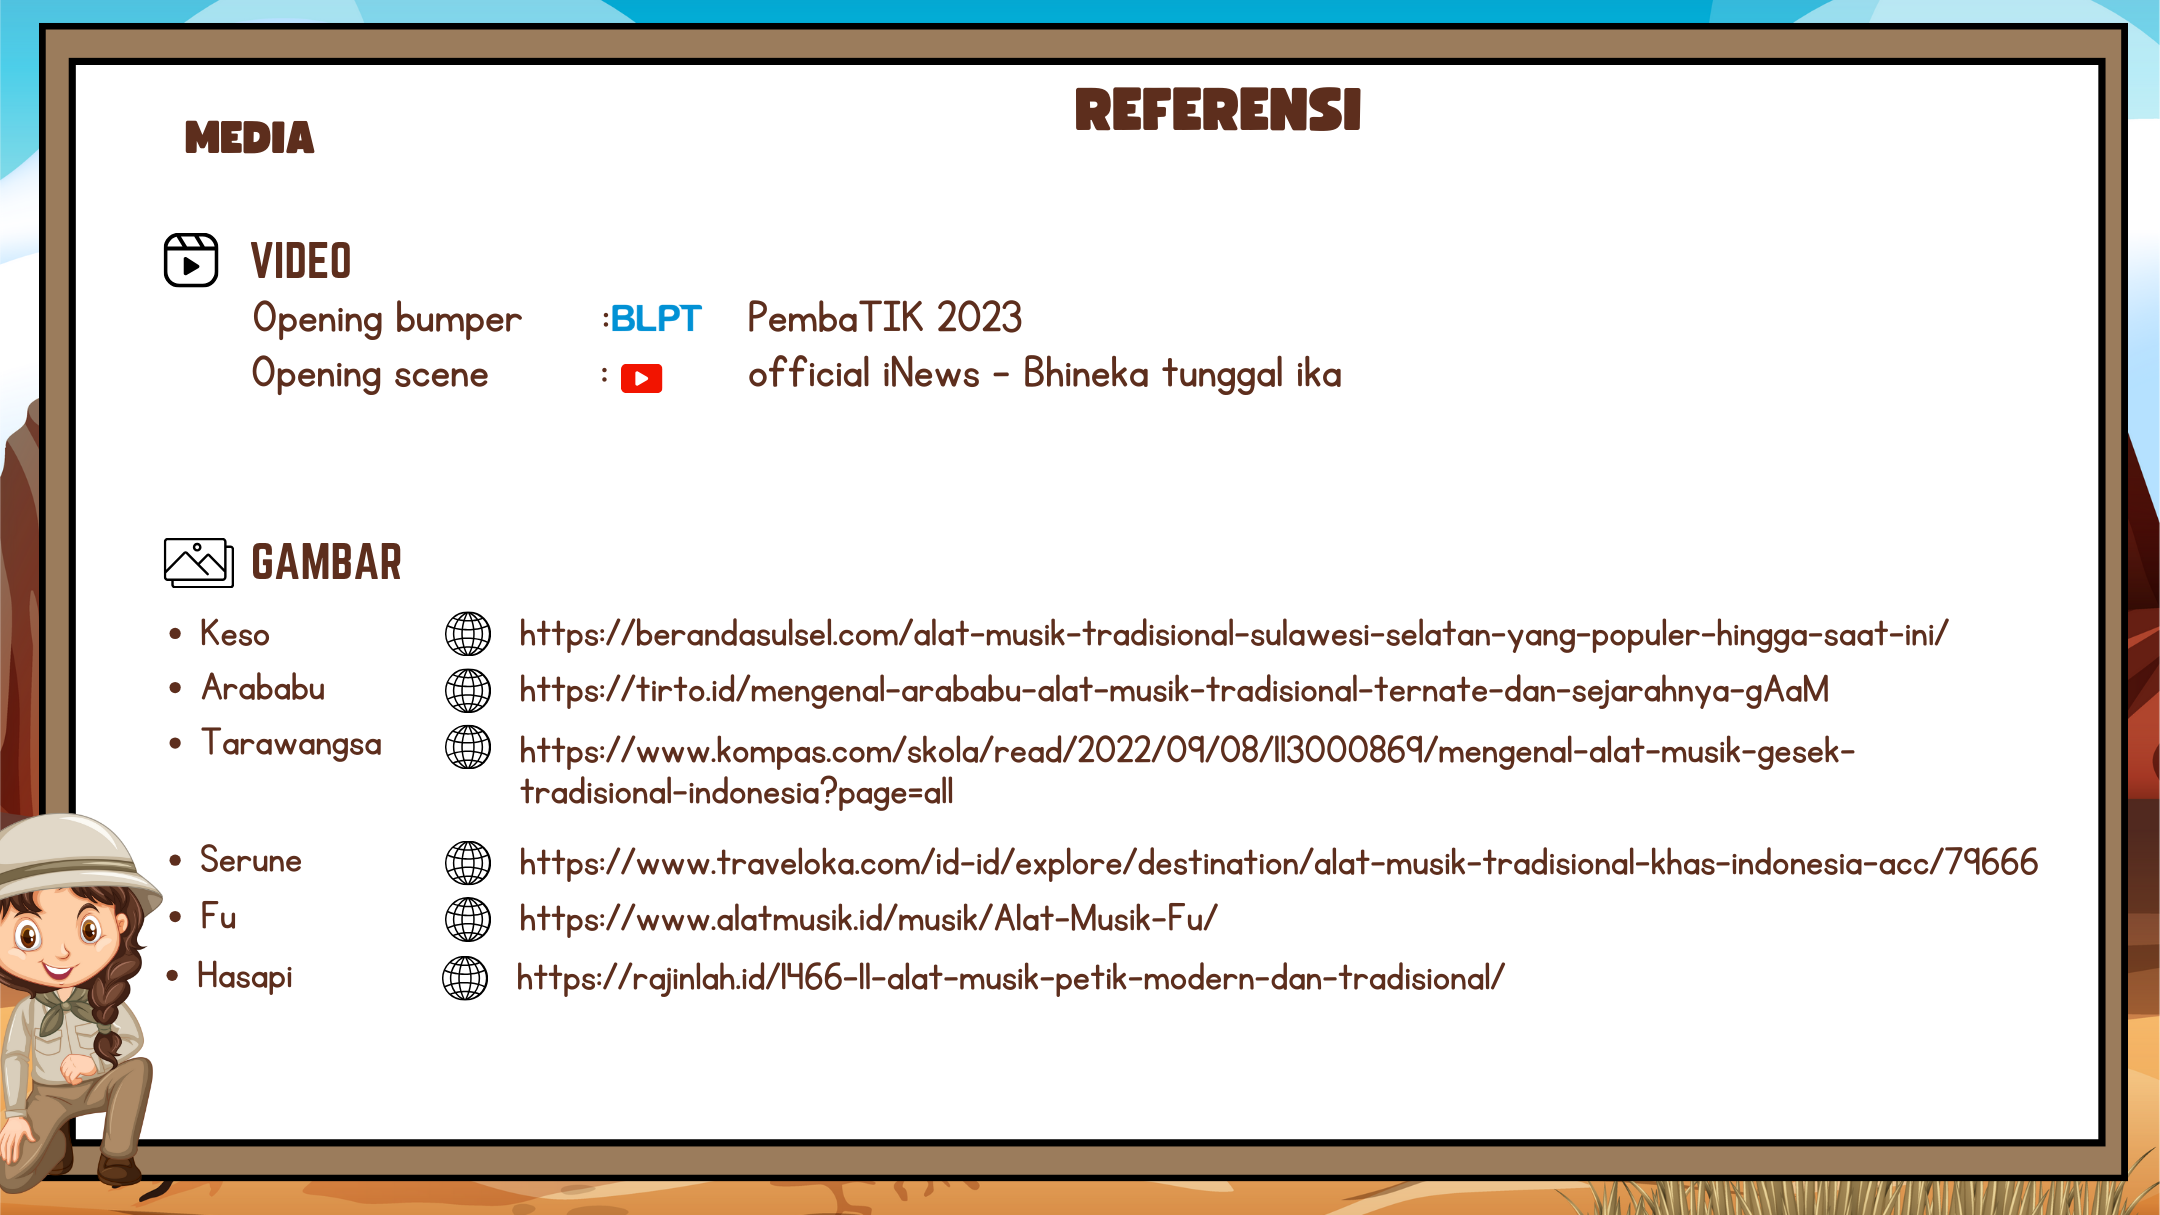 REFERENSI
MEDIA
VIDEO
Opening bumper :BLPT PembaTIK 2023
Opening scene : official iNews - Bhineka tunggal ika
GAMBAR
• Keso https://berandasulsel.com/alat-musik-tradisional-sulawesi-selatan-yang-populer-hingga-saat-ini/
• Arababu https://tirto.id/mengenal-arababu-alat-musik-tradisional-ternate-dan-sejarahnya-gAaM
• Tarawangsa https://www.kompas.com/skola/read/2022/09/08/113000869/mengenal-alat-musik-gesek-
tradisional-indonesia?page=all
• Serune https://www.traveloka.com/id-id/explore/destination/alat-musik-tradisional-khas-indonesia-acc/79666
• Fu https://www.alatmusik.id/musik/Alat-Musik-Fu/
• Hasapi https://rajinlah.id/1466-11-alat-musik-petik-modern-dan-tradisional/